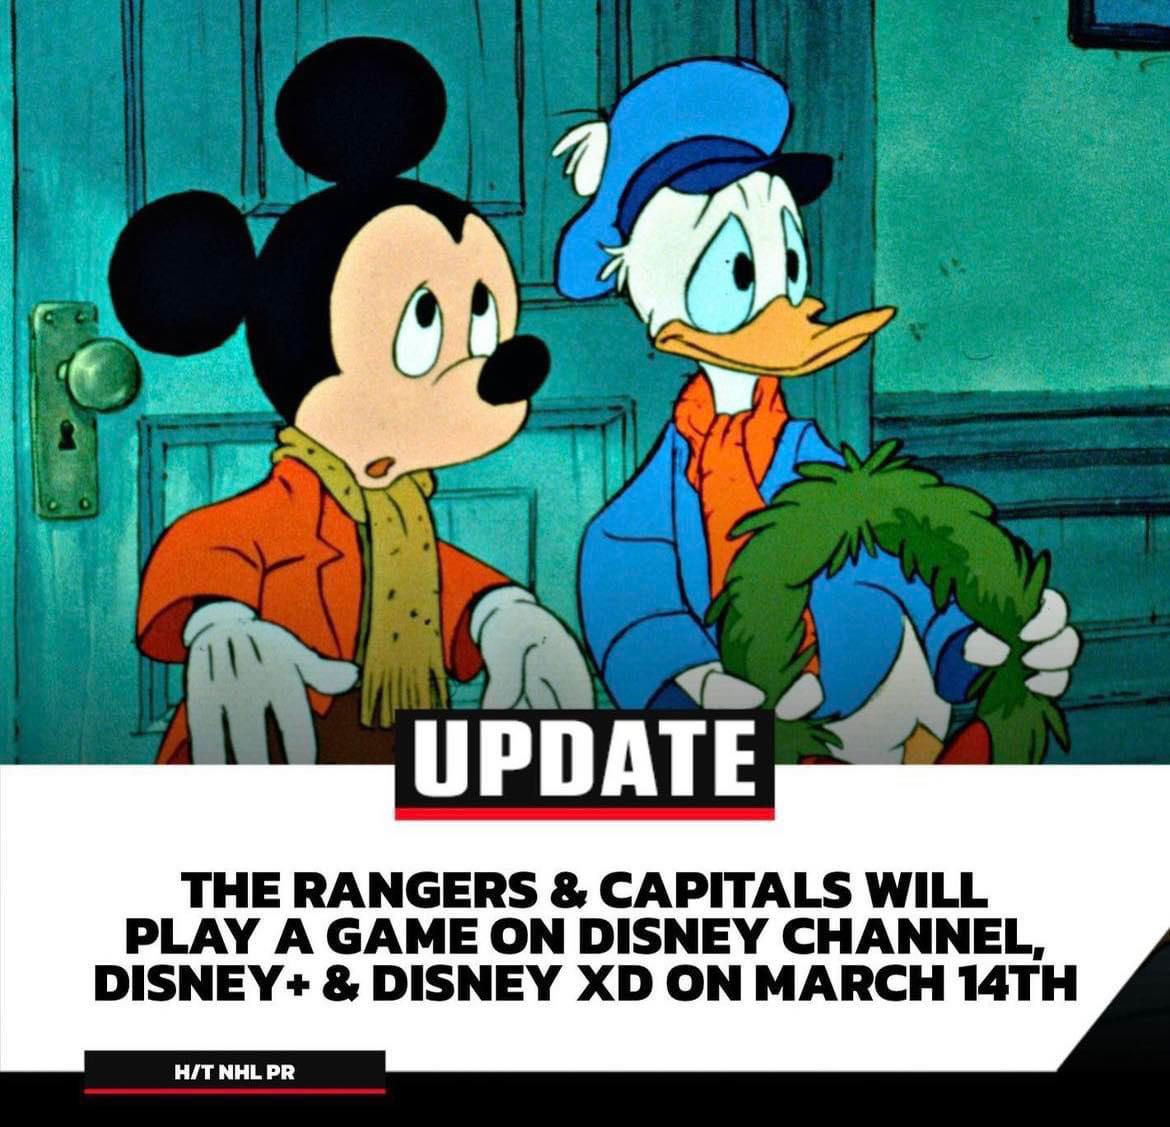 UPDATE
THE RANGERS & CAPITALS WILL
PLAY A GAME ON DISNEY CHANNEL,
DISNEY+ & DISNEY XD ON MARCH 14TH
H/T NHL PR